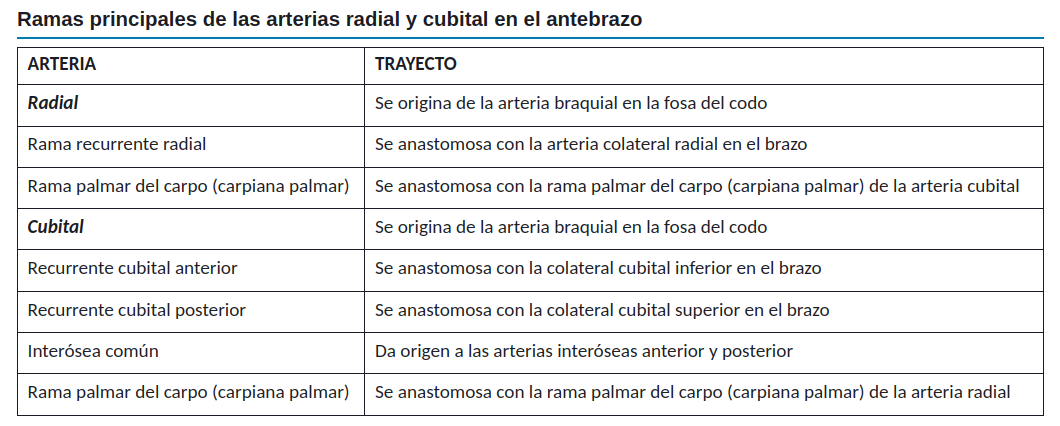 Ramas principales de las arterias radial y cubital en el antebrazo
ARTERIA TRAYECTO
Radial Se origina de la arteria braquial en la fosa del codo
Rama recurrente radial Se anastomosa con la arteria colateral radial en el brazo
Rama palmar del carpo (carpiana palmar) Se anastomosa con la rama palmar del carpo (carpiana palmar) de la arteria cubital
Cubital Se origina de la arteria braquial en la fosa del codo
Recurrente cubital anterior Se anastomosa con la colateral cubital inferior en el brazo
Recurrente cubital posterior Se anastomosa con la colateral cubital superior en el brazo
Interósea común Da origen a las arterias interóseas anterior y posterior
Rama palmar del carpo (carpiana palmar) Se anastomosa con la rama palmar del carpo (carpiana palmar) de la arteria radial